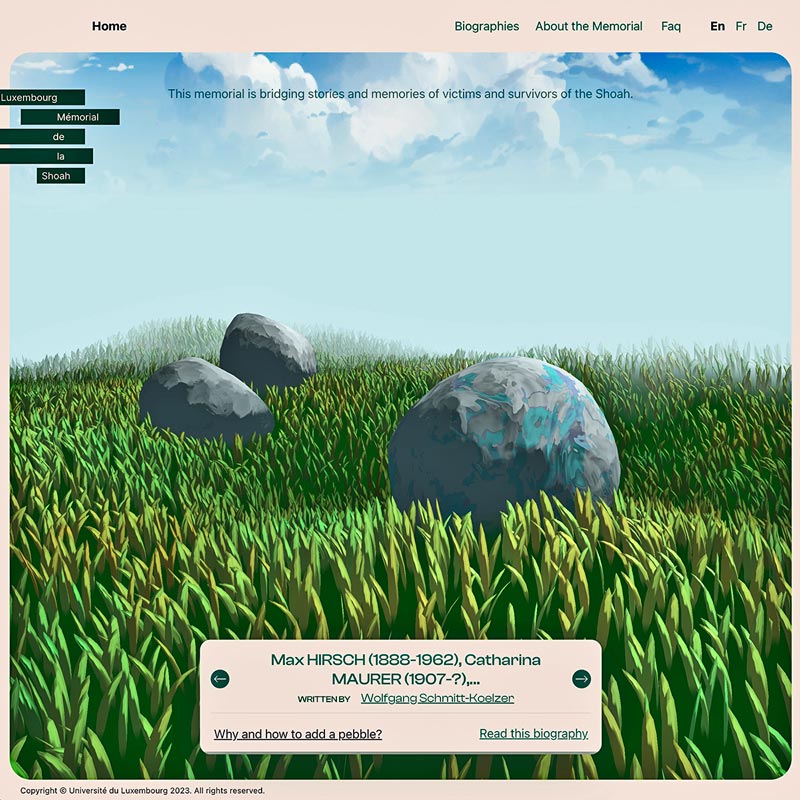 Home
Biographies About the Memorial Faq En Fr De
This memorial is bridging stories and memories of victims and survivors of the Shoah.
Luxembourg
Mémorial
de
la
Shoah
Max HIRSCH (1888-1962), Catharina
MAURER (1907-?),...
WRITTEN BY Wolfgang Schmitt-Koelzer
Why and how to add a pebble? Read this biography
Copyright © Université du Luxembourg 2023. All rights reserved.